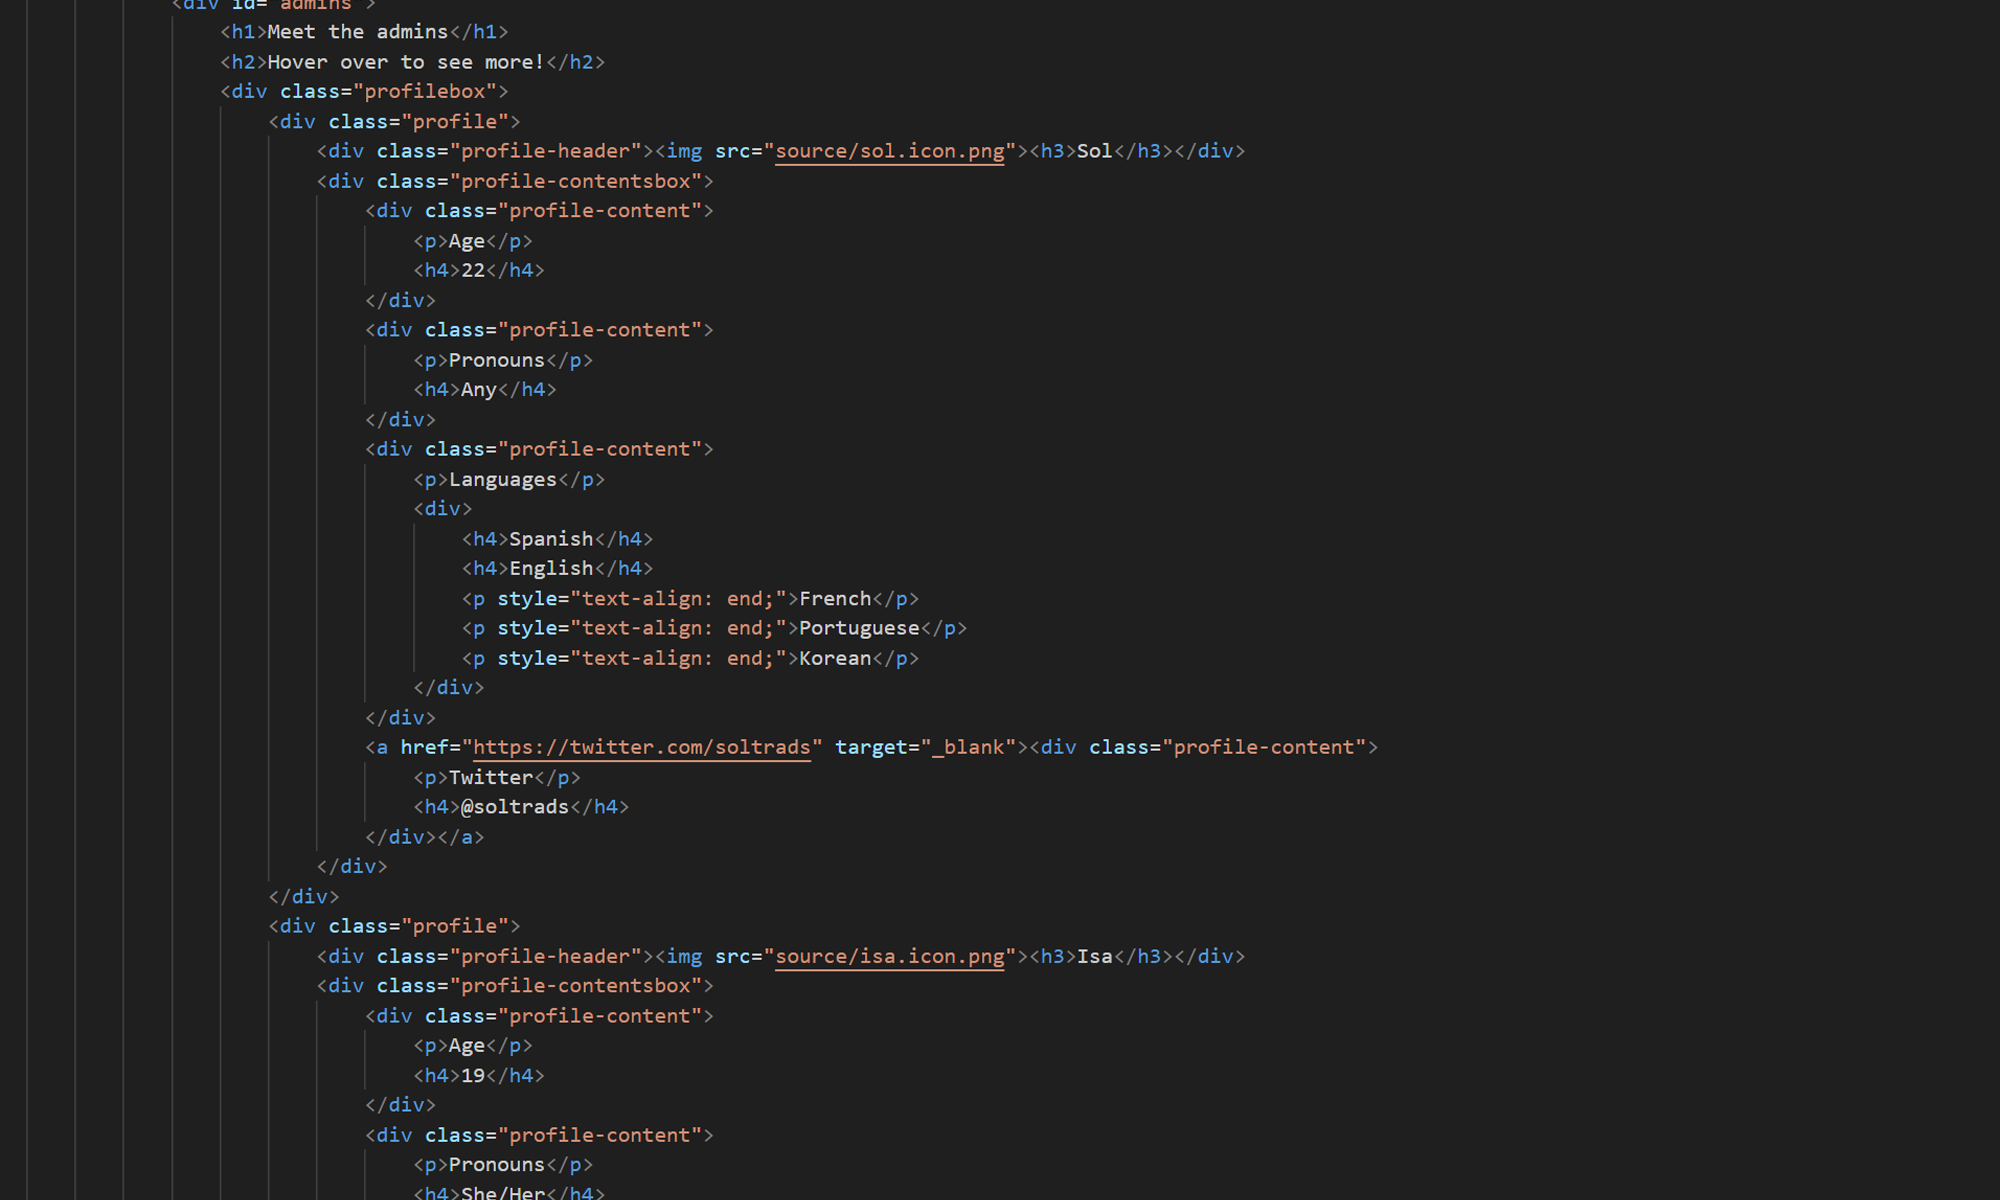 <div id="admins">
<h1>Meet the admins</h1>
<h2>Hover over to see more!</h2>
<div class="profilebox">
<div class="profile">
<div class="profile-header"><img src="source/sol.icon.png"><h3>Sol</h3></div>
<div class="profile-contentsbox">
<div class="profile-content">
<p>Age</p>
<h4>22</h4>
</div>
<div class="profile-content">
<p>Pronouns</p>
<h4>Any</h4>
</div>
<div class="profile-content">
<p>Languages</p>
<div>
<h4>Spanish</h4>
<h4>English</h4>
<p style="text-align: end;">French</p>
<p style="text-align: end;">Portuguese</p>
<p style="text-align: end;">Korean</p>
</div>
</div>
<a href="https://twitter.com/soltrads" target="_blank"><div class="profile-content">
<p>Twitter</p>
<h4>@soltrads</h4>
</div></a>
</div>
</div>
<div class="profile">
<div class="profile-header"><img src="source/isa.icon.png"><h3>Isa</h3></div>
<div class="profile-contentsbox">
<div class="profile-content">
<p>Age</p>
<h4>19</h4>
</div>
<div class="profile-content">
<p>Pronouns</p>
<h4>She/Her</h4>